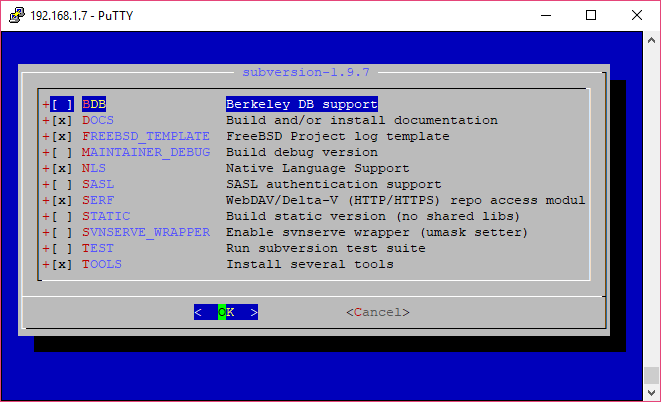 192.168.1.7 - PuTTY
subversion-1.9.7
+[ ] BDB Berkeley DB support
+[x] DOCS Build and/or install documentation
+[x] FREEBSD_TEMPLATE FreeBSD Project log template
+[ ] MAINTAINER_DEBUG Build debug version
+[x] NLS Native Language Support
+[ ] SASL SASL authentication support
+[x] SERF WebDAV/Delta-V (HTTP/HTTPS) repo access modul
+[ ] STATIC Build static version (no shared libs)
+[ ] SVNSERVE_WRAPPER Enable svnserve wrapper (umask setter)
+[ ] TEST Run subversion test suite
+[x] TOOLS Install several tools
< OK > <Cancel>